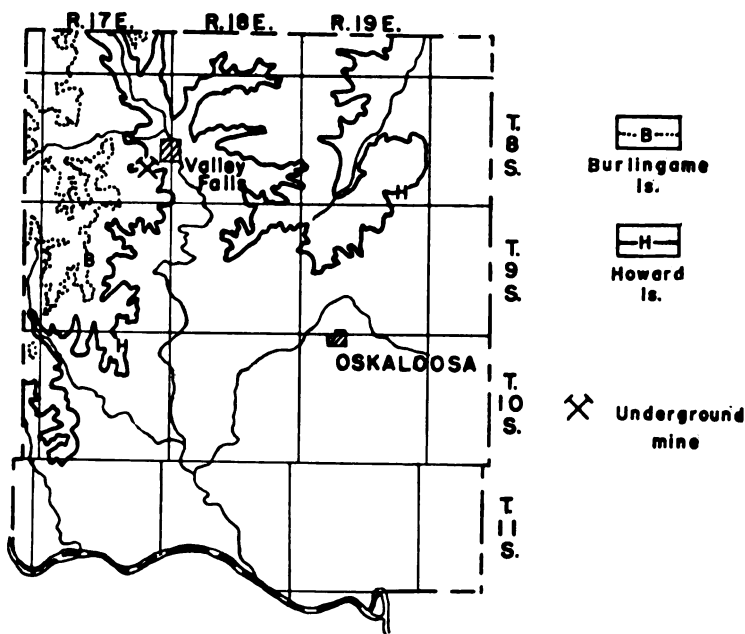 R.17E. R.18E. R.19E.
T.
8
S.
B
Burlingame
ls.
Valley
Falls
H
H
Howard
ls.
T.
9
S.
B
H
OSKALOOSA
T.
10
S.
Underground
mine
T.
11
S.